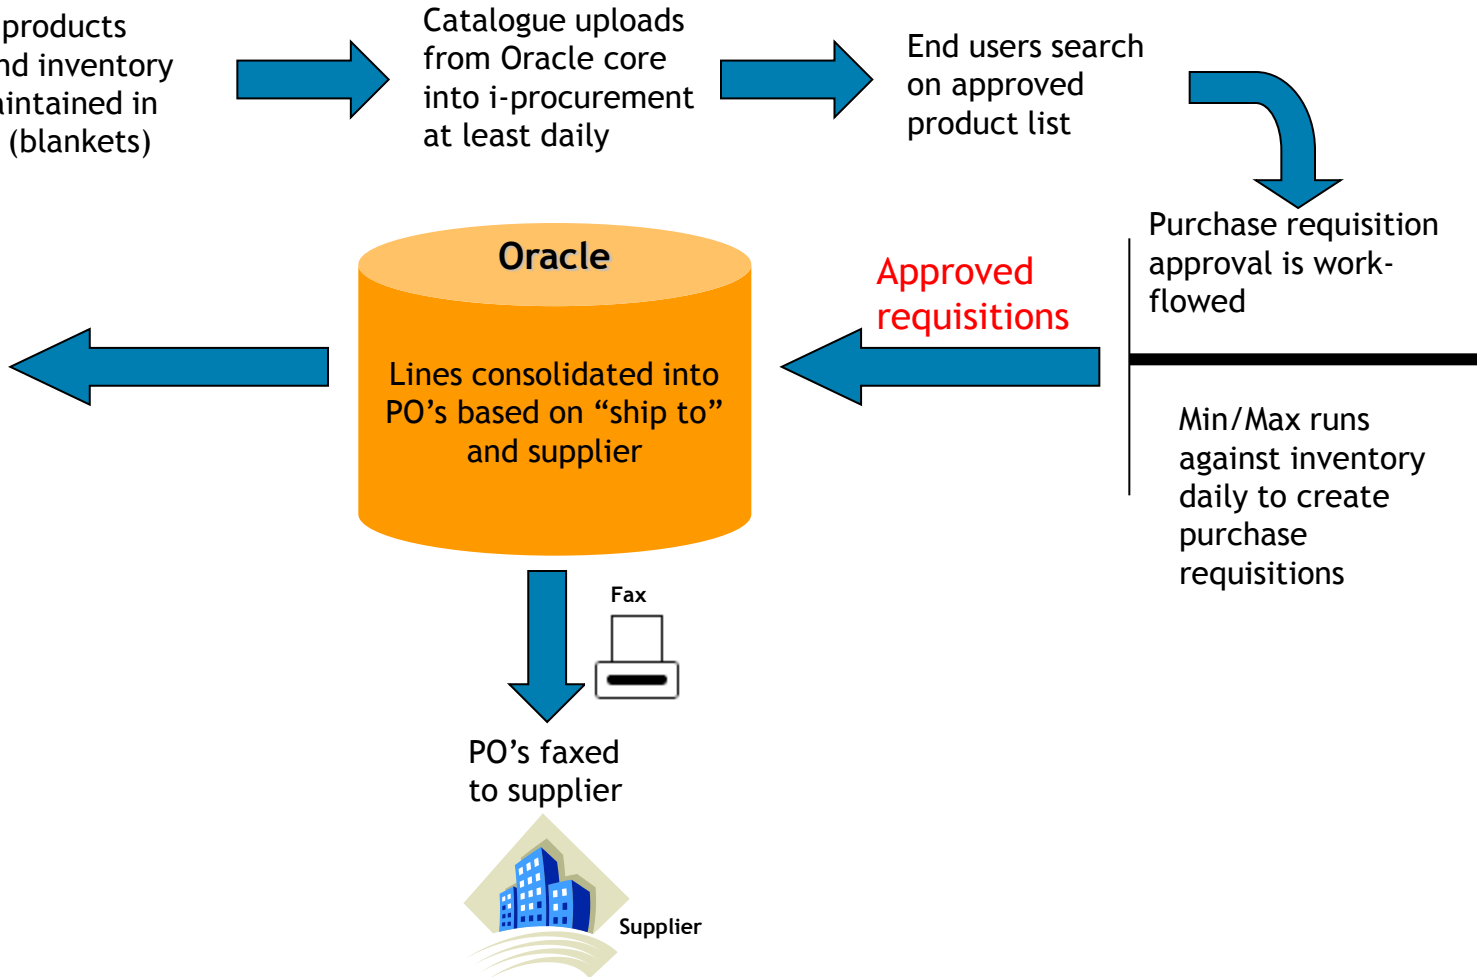 products
nd inventory
aintained in
(blankets)
Catalogue uploads
from Oracle core
into i-procurement
at least daily
End users search
on approved
product list
Purchase requisition
approval is work-
flowed
Oracle
Approved
requisitions
Lines consolidated into
PO’s based on “ship to”
and supplier
Min/Max runs
against inventory
daily to create
purchase
requisitions
Fax
PO’s faxed
to supplier
Supplier